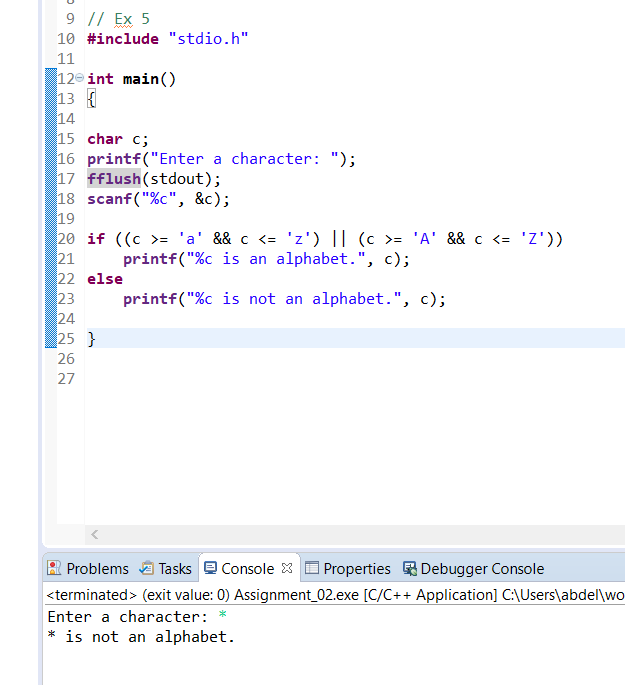 9 // Ex 5
10 #include "stdio.h"
11
12 int main()
13 {
14
15 char c;
16 printf("Enter a character: ");
17 fflush(stdout);
18 scanf("%c", &c);
19
20 if ((c >= 'a' && c <= 'z') || (c >= 'A' && c <= 'Z'))
21     printf("%c is an alphabet.", c);
22 else
23     printf("%c is not an alphabet.", c);
24
25 }
26
27
Problems Tasks Console Properties Debugger Console
<terminated> (exit value: 0) Assignment_02.exe [C/C++ Application] C:\Users\abdel\wo
Enter a character: *
* is not an alphabet.